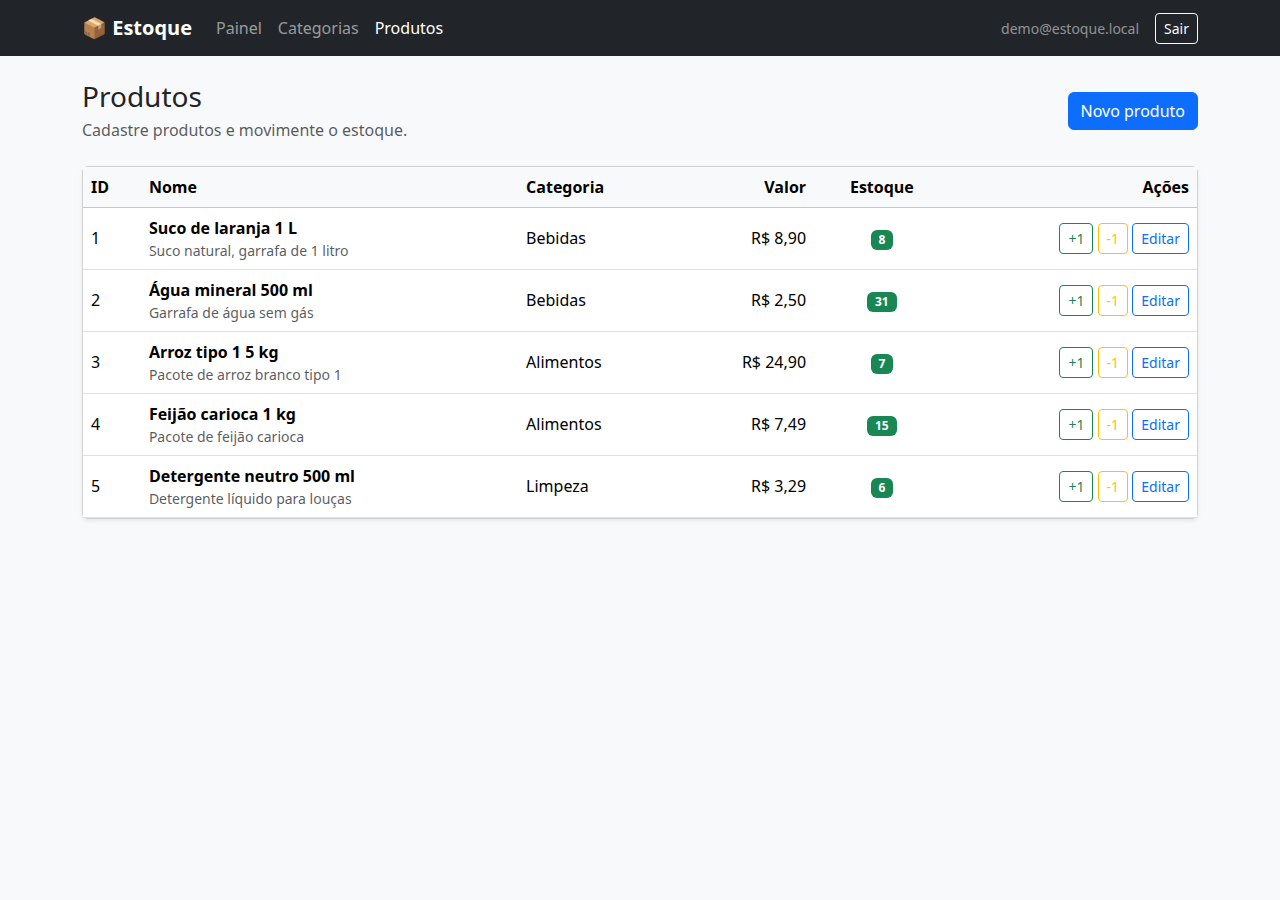 Estoque Painel Categorias Produtos demo@estoque.local Sair
Produtos
Cadastre produtos e movimente o estoque.
Novo produto
ID Nome Categoria Valor Estoque Ações
1 Suco de laranja 1 L Bebidas R$ 8,90 8 +1 -1 Editar
Suco natural, garrafa de 1 litro
2 Água mineral 500 ml Bebidas R$ 2,50 31 +1 -1 Editar
Garrafa de água sem gás
3 Arroz tipo 1 5 kg Alimentos R$ 24,90 7 +1 -1 Editar
Pacote de arroz branco tipo 1
4 Feijão carioca 1 kg Alimentos R$ 7,49 15 +1 -1 Editar
Pacote de feijão carioca
5 Detergente neutro 500 ml Limpeza R$ 3,29 6 +1 -1 Editar
Detergente líquido para louças